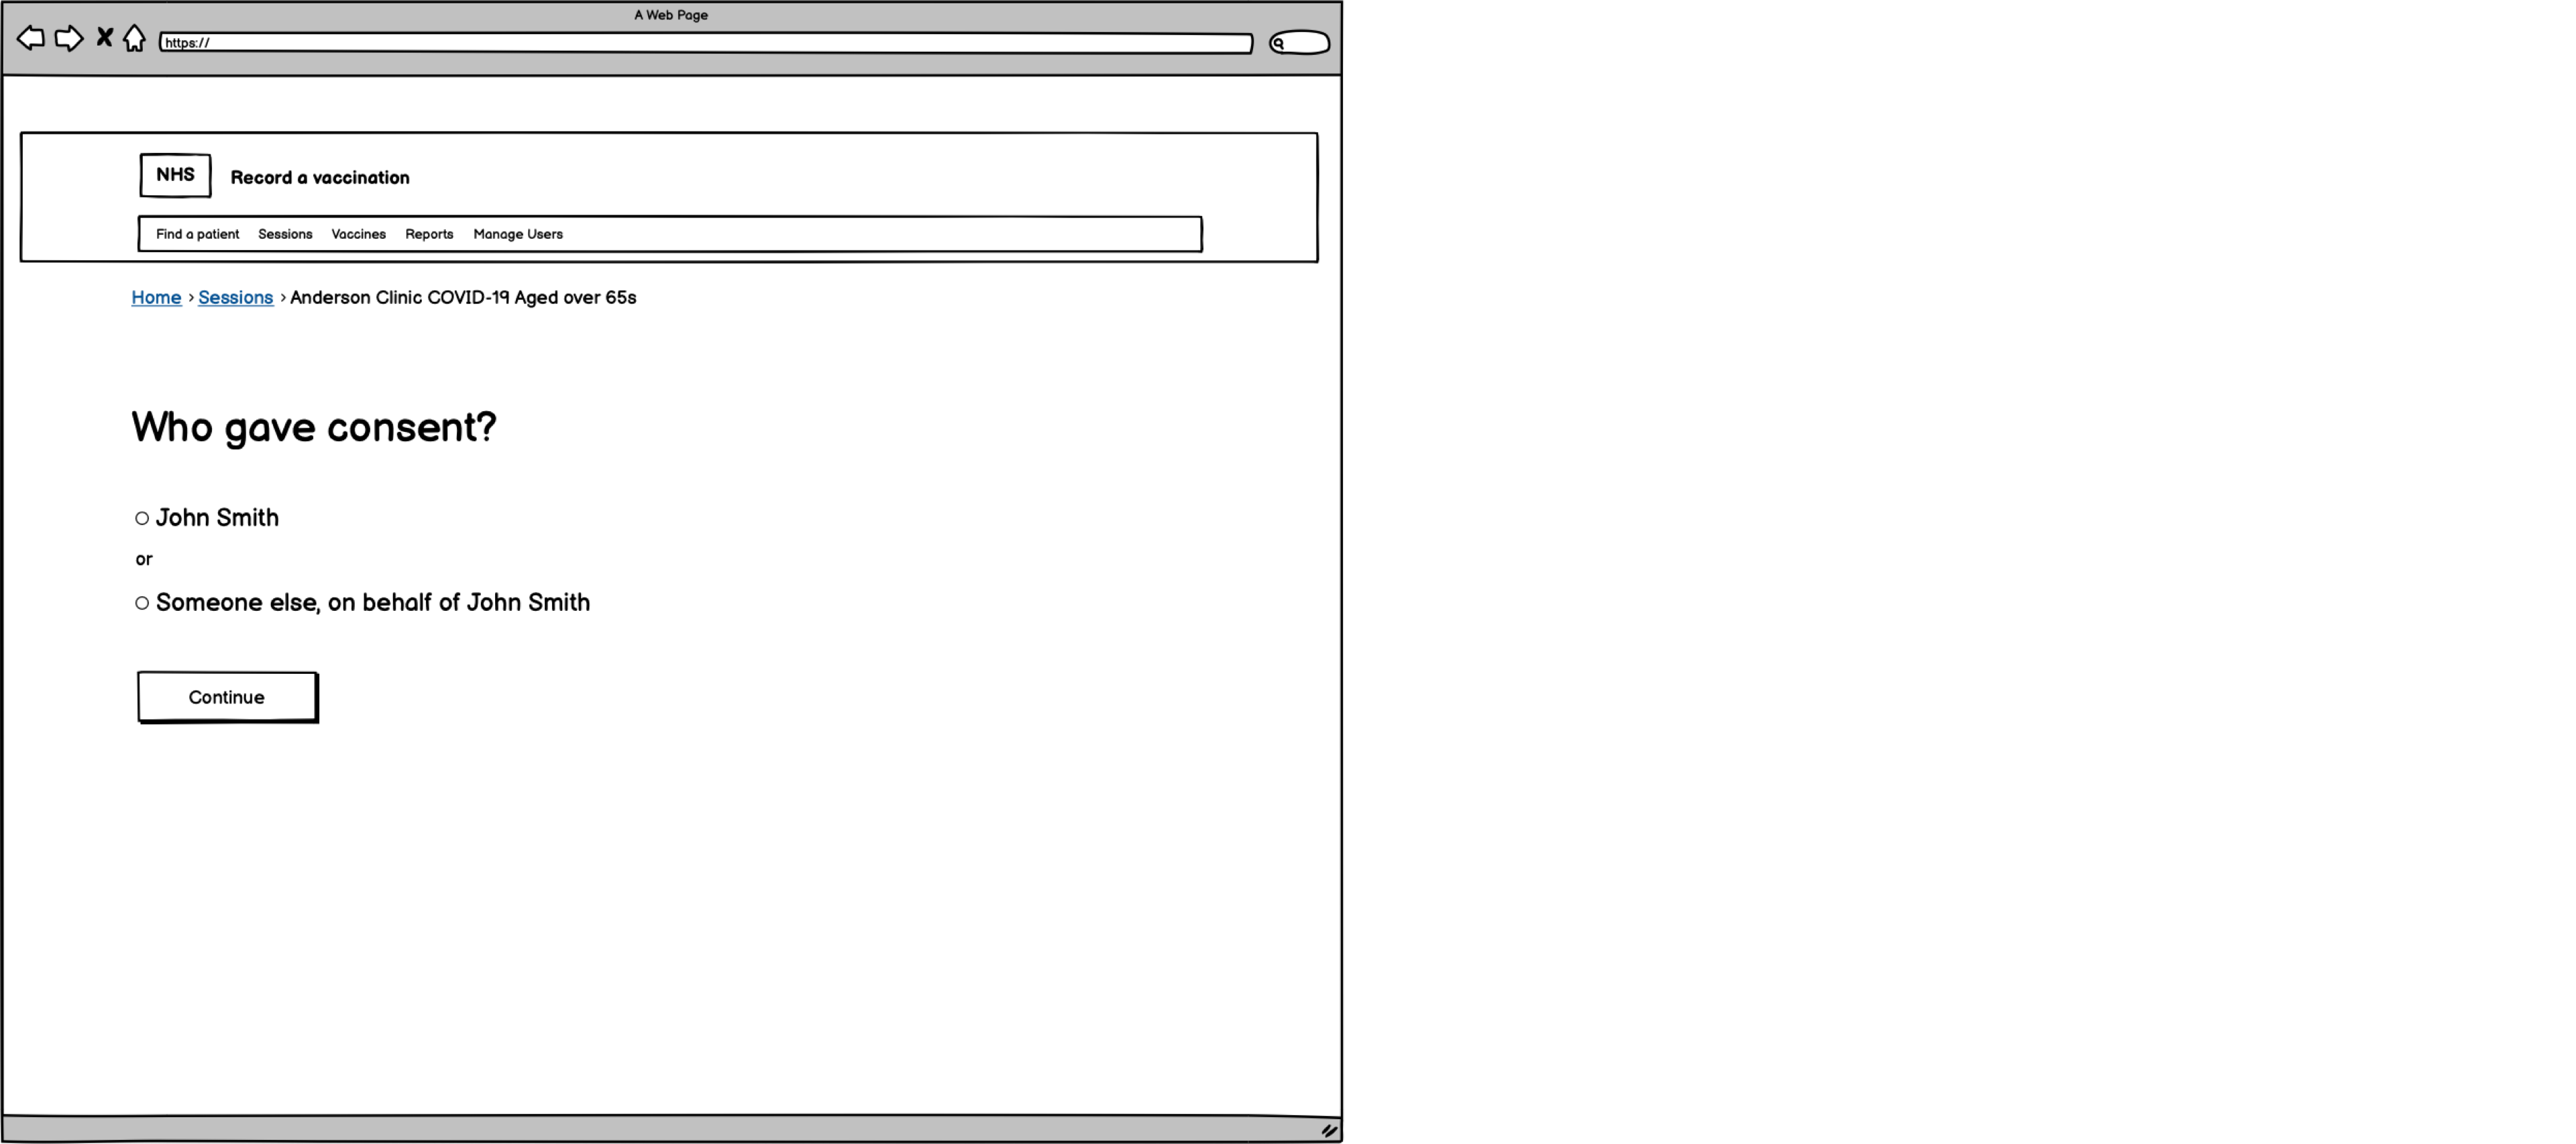 A Web Page
https://
NHS
Record a vaccination
Find a patient Sessions Vaccines Reports Manage Users
Home › Sessions › Anderson Clinic COVID-19 Aged over 65s
Who gave consent?
John Smith
or
Someone else, on behalf of John Smith
Continue